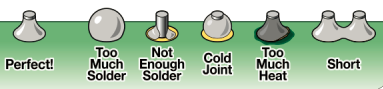 Perfect!
Too
Much
Solder
Not
Enough
Solder
Cold
Joint
Too
Much
Heat
Short